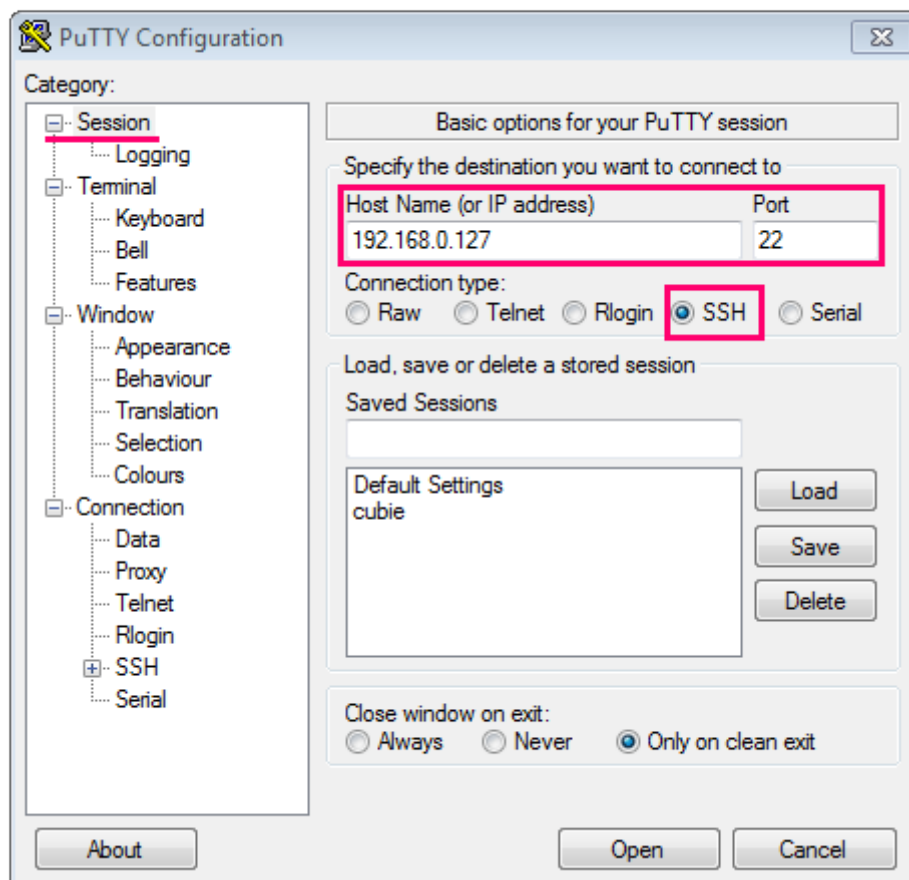 PuTTY Configuration
Category:
Session
Logging
Terminal
Keyboard
Bell
Features
Window
Appearance
Behaviour
Translation
Selection
Colours
Connection
Data
Proxy
Telnet
Rlogin
SSH
Serial
Basic options for your PuTTY session
Specify the destination you want to connect to
Host Name (or IP address) Port
192.168.0.127 22
Connection type:
Raw Telnet Rlogin SSH Serial
Load, save or delete a stored session
Saved Sessions
Default Settings
cubie
Load
Save
Delete
Close window on exit:
Always Never Only on clean exit
About Open Cancel